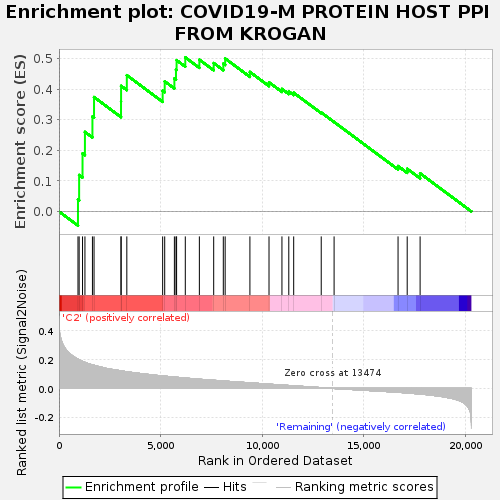 Enrichment plot: COVID19-M PROTEIN HOST PPI
FROM KROGAN
Enrichment score (ES)
0.5
0.4
0.3
0.2
0.1
0.0
'C2' (positively correlated)
Ranked list metric (Signal2Noise)
0.4
0.2
0.0
-0.2
Zero cross at 13474
'Remaining' (negatively correlated)
0
5,000
10,000
15,000
20,000
Rank in Ordered Dataset
Enrichment profile
Hits
Ranking metric scores